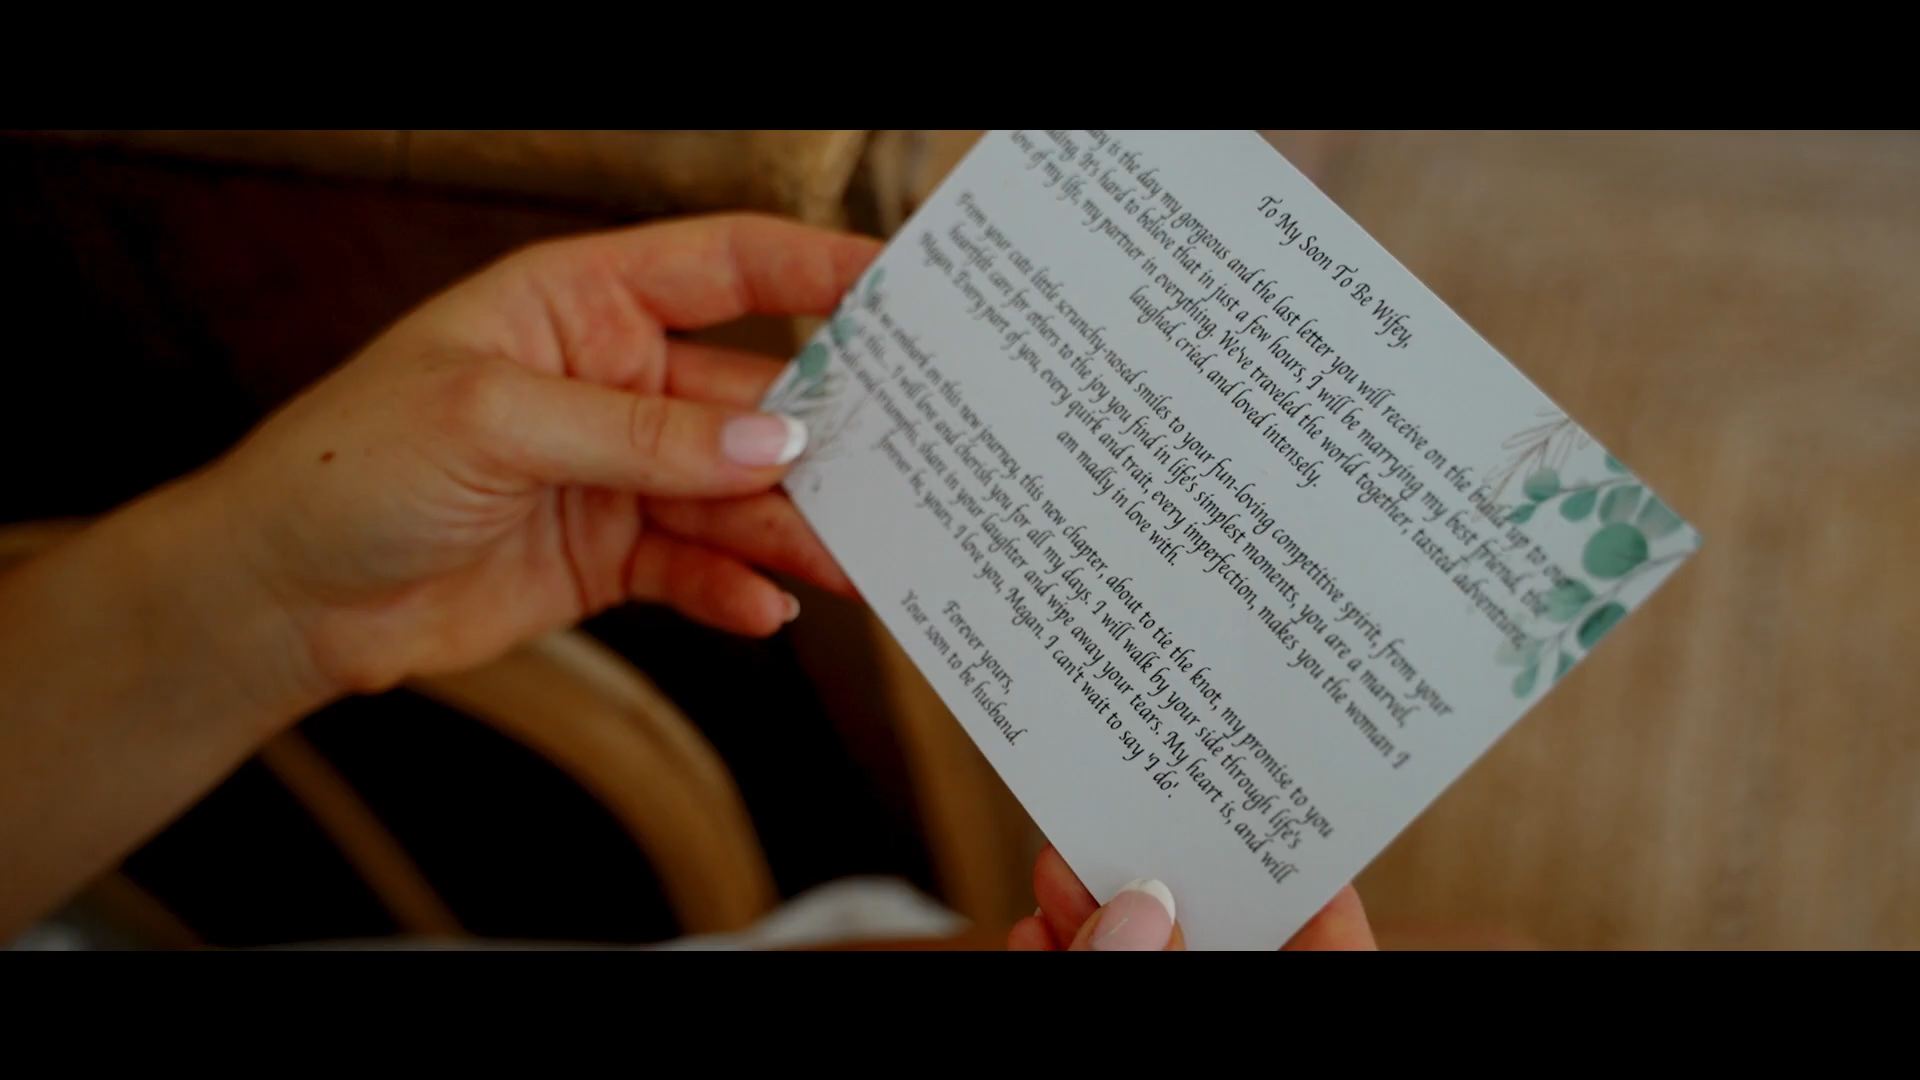 To My Soon To Be Wifey,
is the day my gorgeous and the last letter you will receive on the build up to our
It's hard to believe that in just a few hours, I will be marrying my best friend, the
love of my life, my partner in everything. We've traveled the world together, tasted adventure,
laughed, cried, and loved intensely.
From your cute little scrunchy-nosed smiles to your fun-loving competitive spirit, from your
heartfelt care for others to the joy you find in life's simplest moments, you are a marvel,
Megan. Every part of you, every quirk and trait, every imperfection, makes you the woman I
am madly in love with.
As we embark on this new journey, this new chapter, about to tie the knot, my promise to you
is this... I will love and cherish you for all my days. I will walk by your side through life's
and triumphs, share in your laughter and wipe away your tears. My heart is, and will
forever be, yours. I love you, Megan. I can't wait to say 'I do'.
Forever yours,
Your soon to be husband.